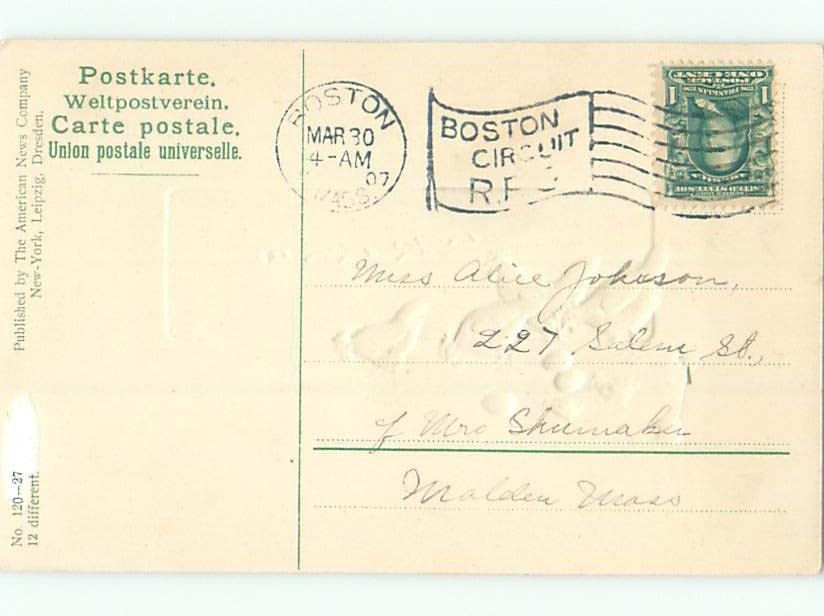 Postkarte.
Weltpostverein.
Carte postale.
Union postale universelle.
Published by The American News Company
New-York, Leipzig, Dresden.
No. 120—27
12 different.
BOSTON
MAR 30
4-AM
07
MASS.
BOSTON
CIRCUIT
R.F.
1 1
Miss Alice Johnson,
227 Salem St.,
Mrs Shumaker
Malden Mass